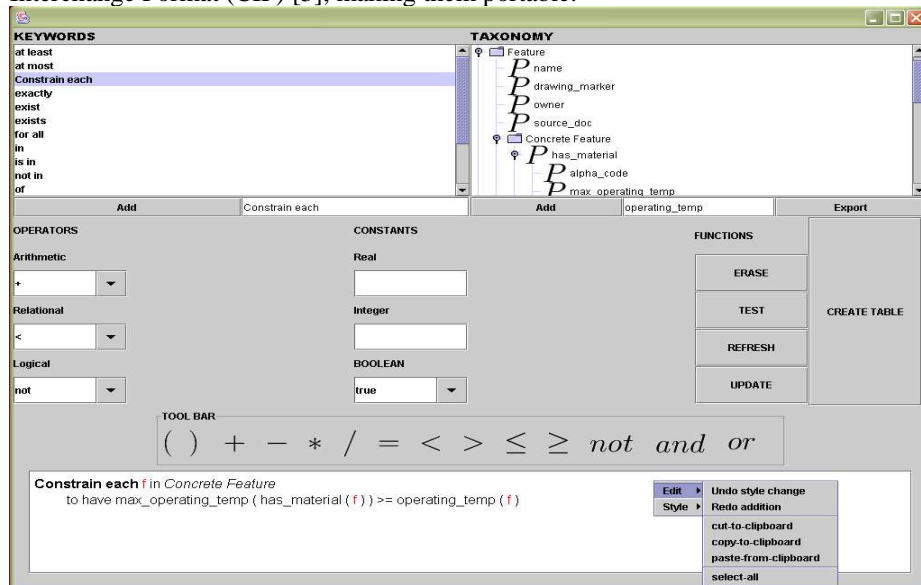 Interchange Format (CIF) [5], making them portable.
KEYWORDS
at least
at most
Constrain each
exactly
exist
exists
for all
in
is in
not in
of
TAXONOMY
Feature
P name
P drawing_marker
P owner
P source_doc
Concrete Feature
P has_material
P alpha_code
P max_operating_temp
Add
Constrain each
Add
operating_temp
Export
OPERATORS
Arithmetic
+
Relational
<
Logical
not
CONSTANTS
Real
Integer
BOOLEAN
true
FUNCTIONS
ERASE
TEST
REFRESH
UPDATE
CREATE TABLE
TOOL BAR
( ) + − * / = < > ≤ ≥ not and or
Constrain each f in Concrete Feature
to have max_operating_temp ( has_material ( f ) ) >= operating_temp ( f )
Edit
Style
Undo style change
Redo addition
cut-to-clipboard
copy-to-clipboard
paste-from-clipboard
select-all